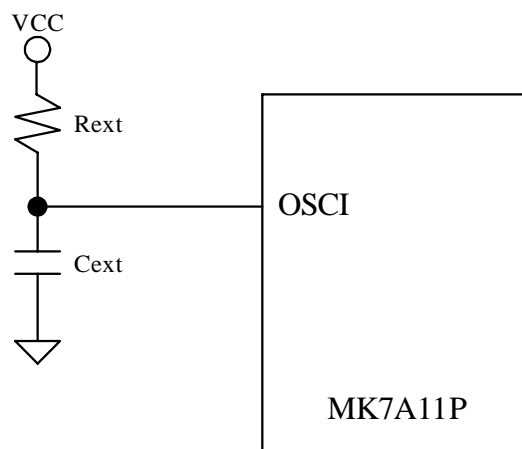 VCC
Rext
OSCI
Cext
MK7A11P